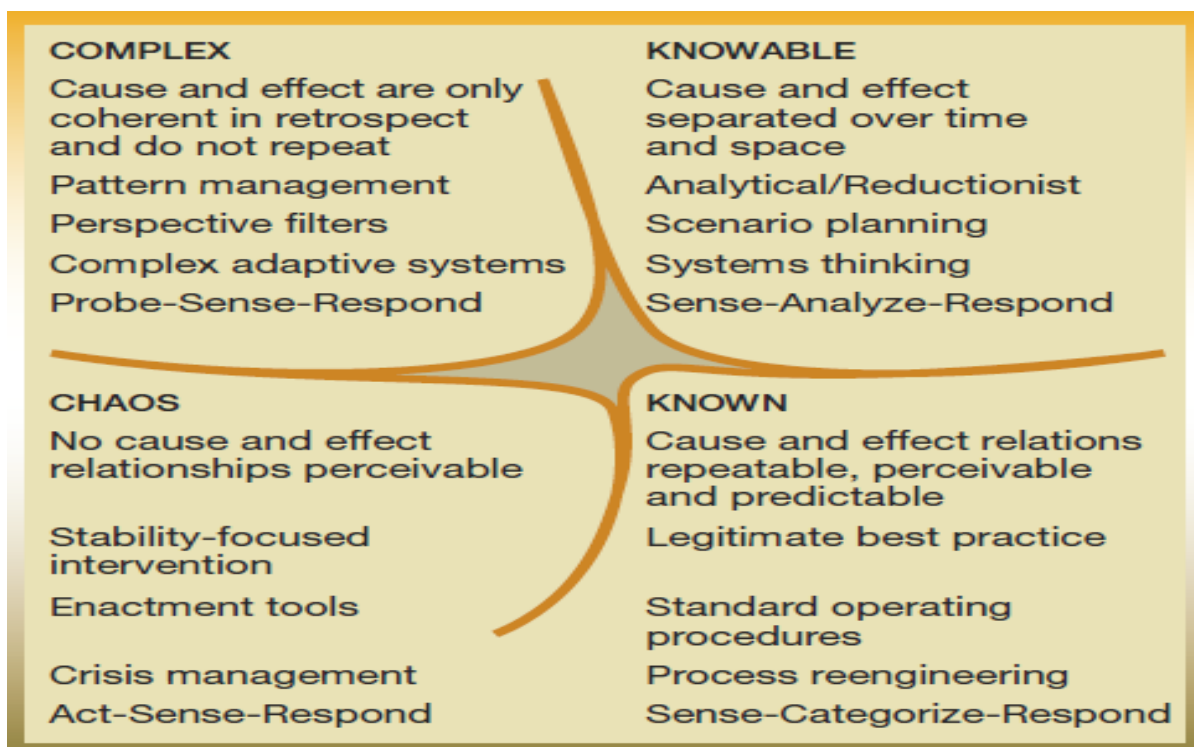 COMPLEX
Cause and effect are only
coherent in retrospect
and do not repeat
Pattern management
Perspective filters
Complex adaptive systems
Probe-Sense-Respond
KNOWABLE
Cause and effect
separated over time
and space
Analytical/Reductionist
Scenario planning
Systems thinking
Sense-Analyze-Respond
CHAOS
No cause and effect
relationships perceivable
Stability-focused
intervention
Enactment tools
Crisis management
Act-Sense-Respond
KNOWN
Cause and effect relations
repeatable, perceivable
and predictable
Legitimate best practice
Standard operating
procedures
Process reengineering
Sense-Categorize-Respond